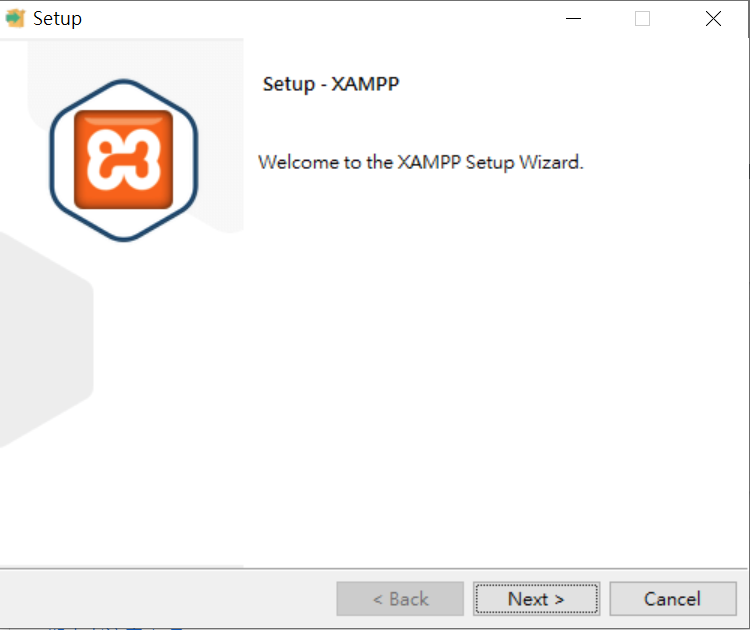 Setup
Setup - XAMPP
Welcome to the XAMPP Setup Wizard.
< Back
Next >
Cancel